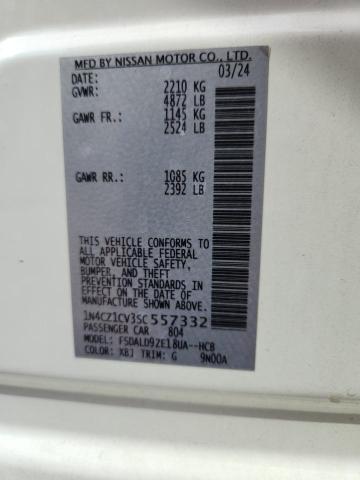 MFD BY NISSAN MOTOR CO., LTD.
DATE: 03/24
GVWR: 2210 KG
4872 LB
GAWR FR.: 1145 KG
2524 LB
GAWR RR.: 1085 KG
2392 LB
THIS VEHICLE CONFORMS TO
ALL APPLICABLE FEDERAL
MOTOR VEHICLE SAFETY,
BUMPER, AND THEFT
PREVENTION STANDARDS IN
EFFECT ON THE DATE OF
MANUFACTURE SHOWN ABOVE.
1N4CZ1CV3SC557332
PASSENGER CAR 804
MODEL: FSDALD9ZE18UA--HCB
COLOR: XBJ TRIM: G 9N00A